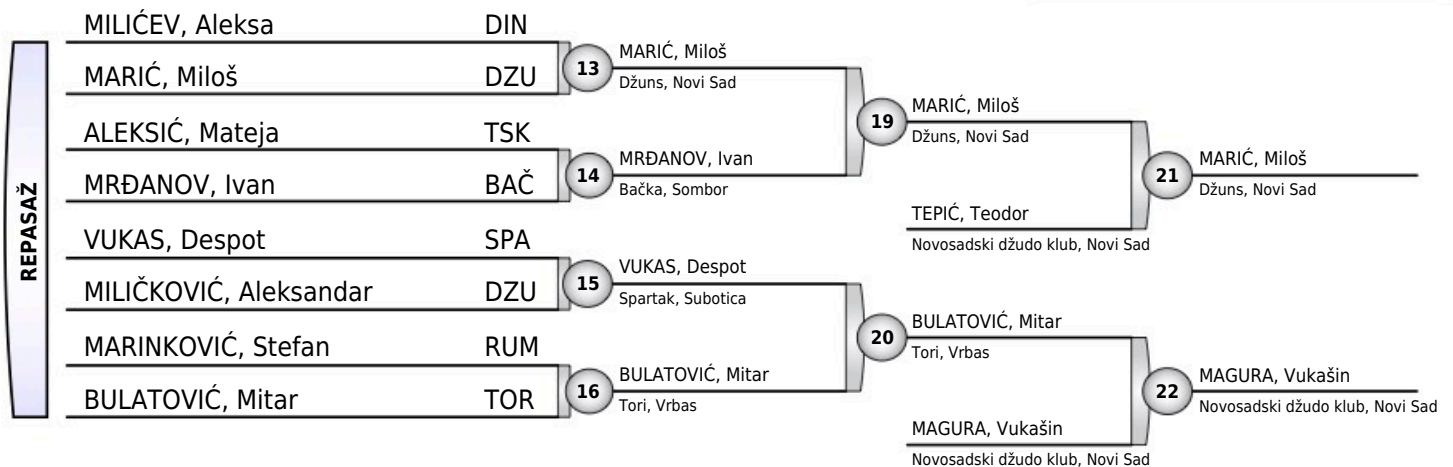 REPASAŽ
MILIĆEV, Aleksa DIN
MARIĆ, Miloš DZU
ALEKSIĆ, Mateja TSK
MRĐANOV, Ivan BAČ
VUKAS, Despot SPA
MILIČKOVIĆ, Aleksandar DZU
MARINKOVIĆ, Stefan RUM
BULATOVIĆ, Mitar TOR
13
MARIĆ, Miloš
Džuns, Novi Sad
14
MRĐANOV, Ivan
Bačka, Sombor
15
VUKAS, Despot
Spartak, Subotica
16
BULATOVIĆ, Mitar
Tori, Vrbas
19
MARIĆ, Miloš
Džuns, Novi Sad
TEPIĆ, Teodor
Novosadski džudo klub, Novi Sad
20
BULATOVIĆ, Mitar
Tori, Vrbas
MAGURA, Vukašin
Novosadski džudo klub, Novi Sad
21
MARIĆ, Miloš
Džuns, Novi Sad
22
MAGURA, Vukašin
Novosadski džudo klub, Novi Sad